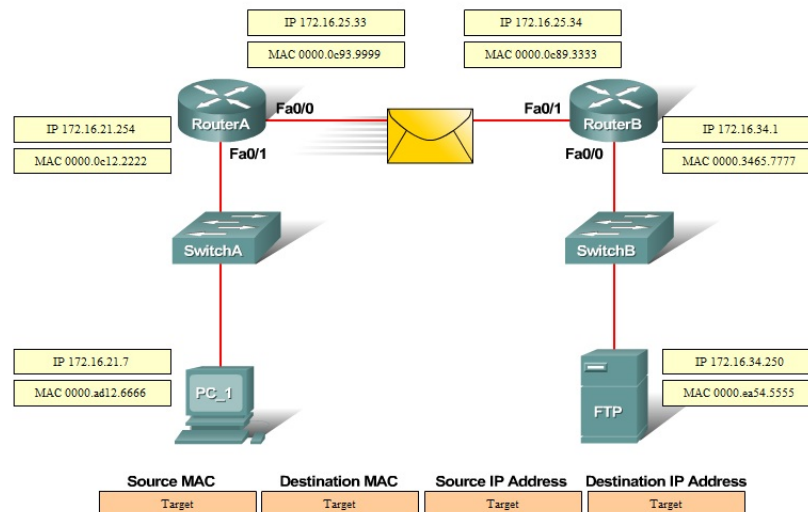 IP 172.16.25.33
IP 172.16.25.34
MAC 0000.0c93.9999
MAC 0000.0c89.3333
Fa0/0
Fa0/1
RouterA
RouterB
IP 172.16.21.254
IP 172.16.34.1
Fa0/1
Fa0/0
MAC 0000.0c12.2222
MAC 0000.3465.7777
SwitchA
SwitchB
IP 172.16.21.7
IP 172.16.34.250
MAC 0000.ad12.6666
MAC 0000.ea54.5555
PC_1
FTP
Source MAC Destination MAC Source IP Address Destination IP Address
Target Target Target Target